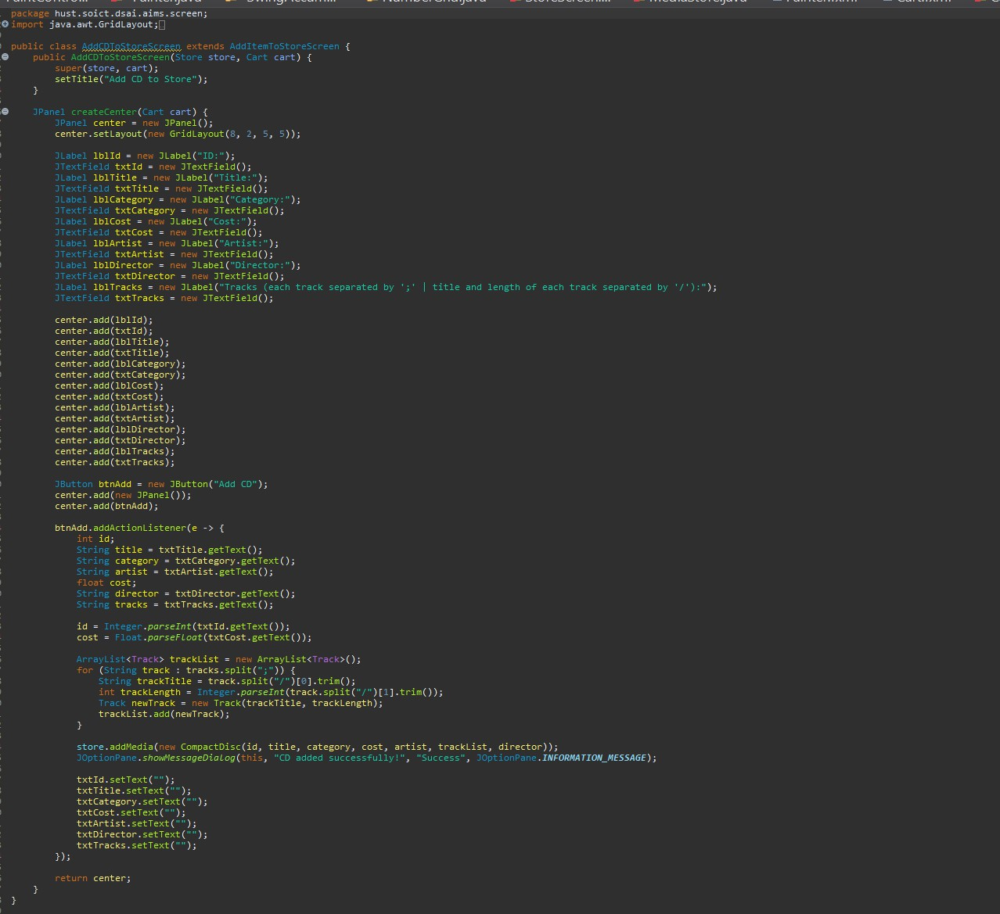 package hust.soict.dsai.aims.screen;
import java.awt.GridLayout;
public class AddCDToStoreScreen extends AddItemToStoreScreen {
    public AddCDToStoreScreen(Store store, Cart cart) {
        super(store, cart);
        setTitle("Add CD to Store");
    }
    JPanel createCenter(Cart cart) {
        JPanel center = new JPanel();
        center.setLayout(new GridLayout(8, 2, 5, 5));
        JLabel lblId = new JLabel("ID:");
        JTextField txtId = new JTextField();
        JLabel lblTitle = new JLabel("Title:");
        JTextField txtTitle = new JTextField();
        JLabel lblCategory = new JLabel("Category:");
        JTextField txtCategory = new JTextField();
        JLabel lblCost = new JLabel("Cost:");
        JTextField txtCost = new JTextField();
        JLabel lblArtist = new JLabel("Artist:");
        JTextField txtArtist = new JTextField();
        JLabel lblDirector = new JLabel("Director:");
        JTextField txtDirector = new JTextField();
        JLabel lblTracks = new JLabel("Tracks (each track separated by ';' | title and length of each track separated by '/'):");
        JTextField txtTracks = new JTextField();
        center.add(lblId);
        center.add(txtId);
        center.add(lblTitle);
        center.add(txtTitle);
        center.add(lblCategory);
        center.add(txtCategory);
        center.add(lblCost);
        center.add(txtCost);
        center.add(lblArtist);
        center.add(txtArtist);
        center.add(lblDirector);
        center.add(txtDirector);
        center.add(lblTracks);
        center.add(txtTracks);
        JButton btnAdd = new JButton("Add CD");
        center.add(new JPanel());
        center.add(btnAdd);
        btnAdd.addActionListener(e -> {
            int id;
            String title = txtTitle.getText();
            String category = txtCategory.getText();
            String artist = txtArtist.getText();
            float cost;
            String director = txtDirector.getText();
            String tracks = txtTracks.getText();
            id = Integer.parseInt(txtId.getText());
            cost = Float.parseFloat(txtCost.getText());
            ArrayList<Track> trackList = new ArrayList<Track>();
            for (String track : tracks.split(";")) {
                String trackTitle = track.split("/")[0].trim();
                int trackLength = Integer.parseInt(track.split("/")[1].trim());
                Track newTrack = new Track(trackTitle, trackLength);
                trackList.add(newTrack);
            }
            store.addMedia(new CompactDisc(id, title, category, cost, artist, trackList, director));
            JOptionPane.showMessageDialog(this, "CD added successfully!", "Success", JOptionPane.INFORMATION_MESSAGE);
            txtId.setText("");
            txtTitle.setText("");
            txtCategory.setText("");
            txtCost.setText("");
            txtArtist.setText("");
            txtDirector.setText("");
            txtTracks.setText("");
        });
        return center;
    }
}